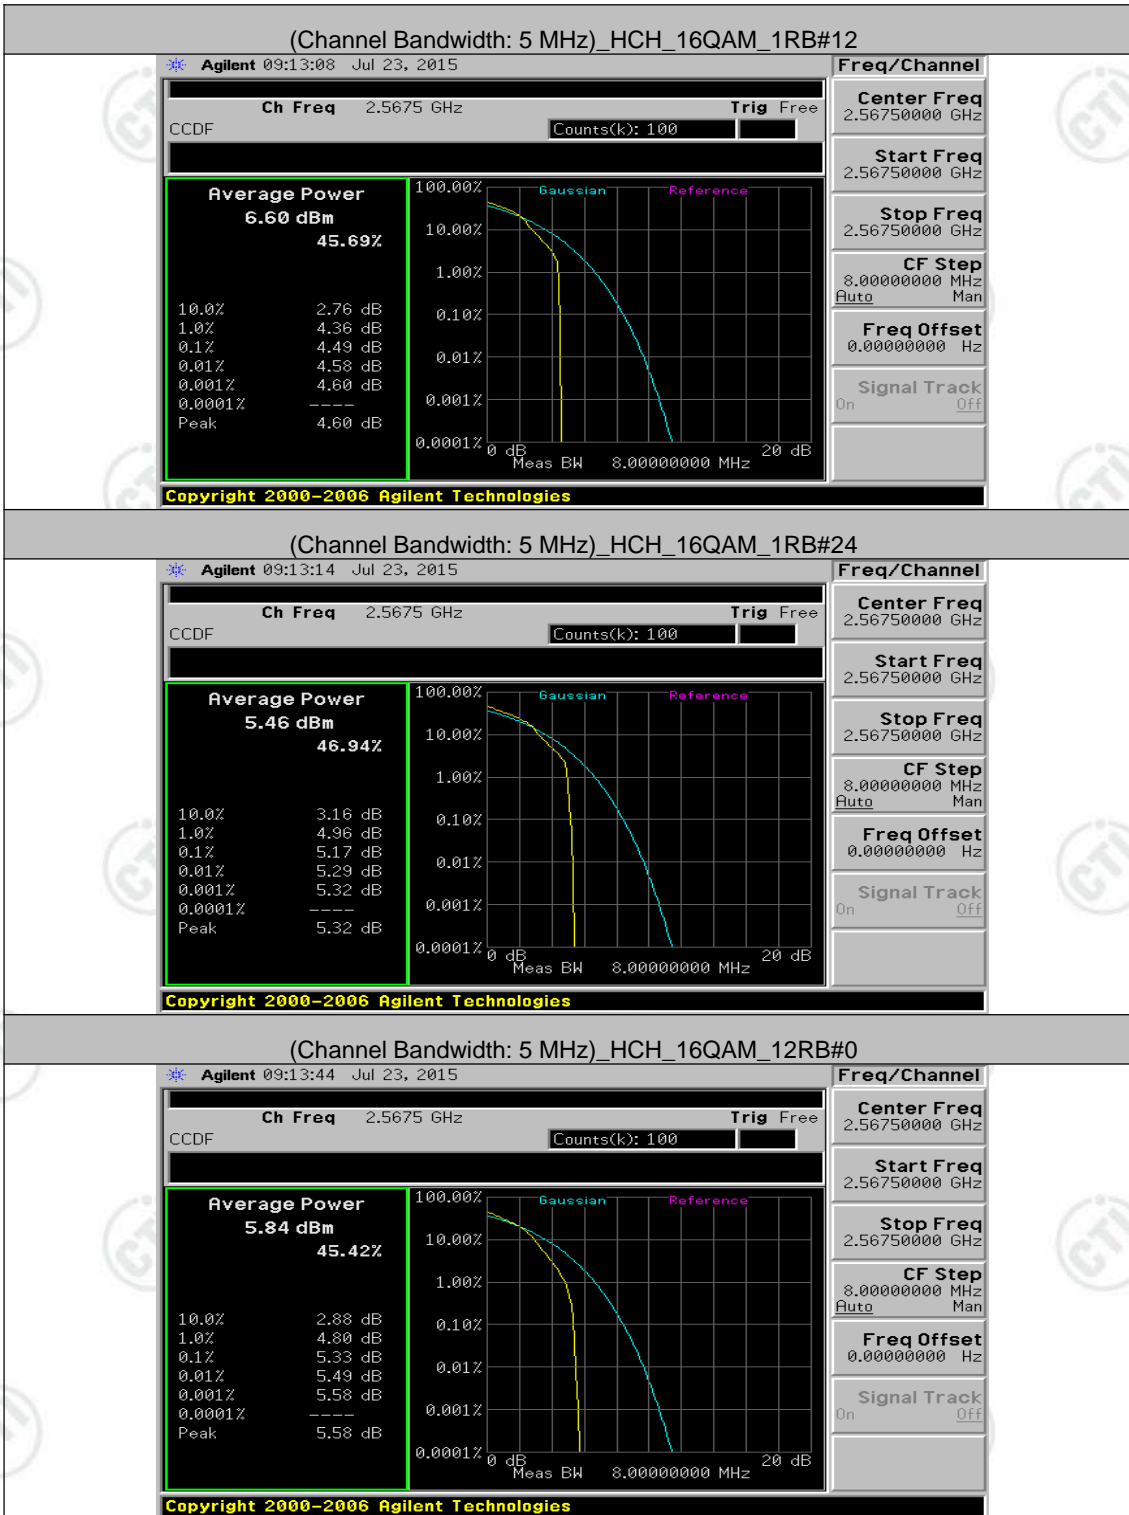 (Channel Bandwidth: 5 MHz)_HCH_16QAM_1RB#12
Agilent 09:13:08 Jul 23, 2015
Freq/Channel
Ch Freq 2.5675 GHz
Trig Free
CCDF
Counts(k): 100
Center Freq
2.56750000 GHz
Start Freq
2.56750000 GHz
Stop Freq
2.56750000 GHz
CF Step
8.00000000 MHz
Auto Man
Freq Offset
0.00000000 Hz
Signal Track
On Off
Average Power
6.60 dBm
45.69%
10.0% 2.76 dB
1.0% 4.36 dB
0.1% 4.49 dB
0.01% 4.58 dB
0.001% 4.60 dB
0.0001% ----
Peak 4.60 dB
Gaussian
Reference
100.00%
10.00%
1.00%
0.10%
0.01%
0.001%
0.0001%
0 dB
20 dB
Meas BW 8.00000000 MHz
Copyright 2000-2006 Agilent Technologies
(Channel Bandwidth: 5 MHz)_HCH_16QAM_1RB#24
Agilent 09:13:14 Jul 23, 2015
Freq/Channel
Ch Freq 2.5675 GHz
Trig Free
CCDF
Counts(k): 100
Center Freq
2.56750000 GHz
Start Freq
2.56750000 GHz
Stop Freq
2.56750000 GHz
CF Step
8.00000000 MHz
Auto Man
Freq Offset
0.00000000 Hz
Signal Track
On Off
Average Power
5.46 dBm
46.94%
10.0% 3.16 dB
1.0% 4.96 dB
0.1% 5.17 dB
0.01% 5.29 dB
0.001% 5.32 dB
0.0001% ----
Peak 5.32 dB
Gaussian
Reference
100.00%
10.00%
1.00%
0.10%
0.01%
0.001%
0.0001%
0 dB
20 dB
Meas BW 8.00000000 MHz
Copyright 2000-2006 Agilent Technologies
(Channel Bandwidth: 5 MHz)_HCH_16QAM_12RB#0
Agilent 09:13:44 Jul 23, 2015
Freq/Channel
Ch Freq 2.5675 GHz
Trig Free
CCDF
Counts(k): 100
Center Freq
2.56750000 GHz
Start Freq
2.56750000 GHz
Stop Freq
2.56750000 GHz
CF Step
8.00000000 MHz
Auto Man
Freq Offset
0.00000000 Hz
Signal Track
On Off
Average Power
5.84 dBm
45.42%
10.0% 2.88 dB
1.0% 4.80 dB
0.1% 5.33 dB
0.01% 5.49 dB
0.001% 5.58 dB
0.0001% ----
Peak 5.58 dB
Gaussian
Reference
100.00%
10.00%
1.00%
0.10%
0.01%
0.001%
0.0001%
0 dB
20 dB
Meas BW 8.00000000 MHz
Copyright 2000-2006 Agilent Technologies
CTI